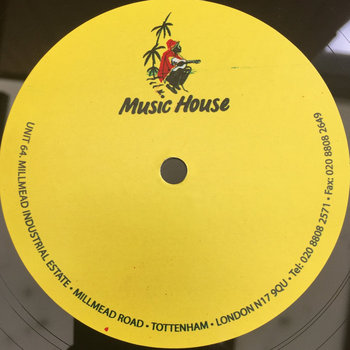 Music House
UNIT 64. MILLMEAD INDUSTRIAL ESTATE • MILLMEAD ROAD • TOTTENHAM • LONDON N17 9QU • Tel: 020 8808 2571 • Fax: 020 8808 2649